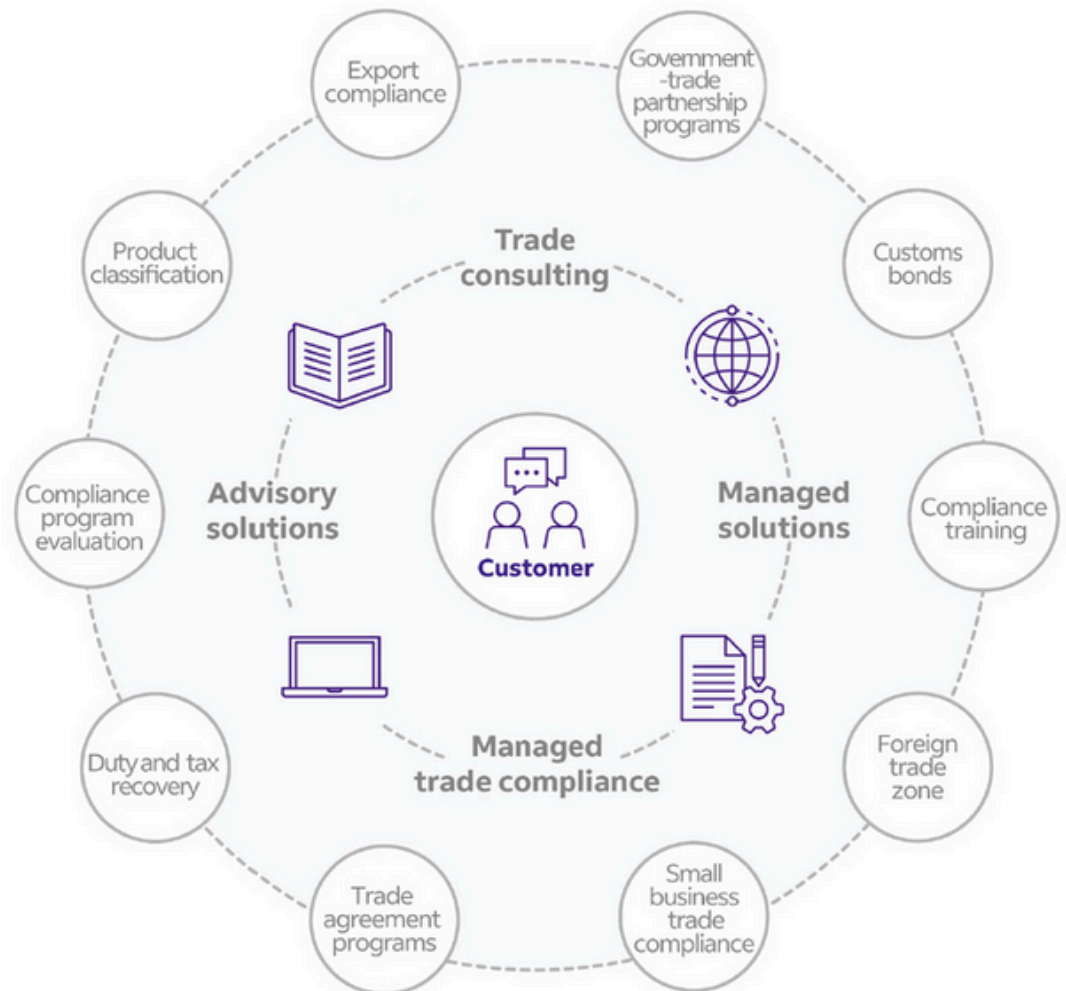 Export
compliance
Government
-trade
partnership
programs
Product
classification
Customs
bonds
Trade
consulting
Compliance
program
evaluation
Advisory
solutions
Customer
Managed
solutions
Compliance
training
Managed
trade compliance
Duty and tax
recovery
Foreign
trade
zone
Trade
agreement
programs
Small
business
trade
compliance